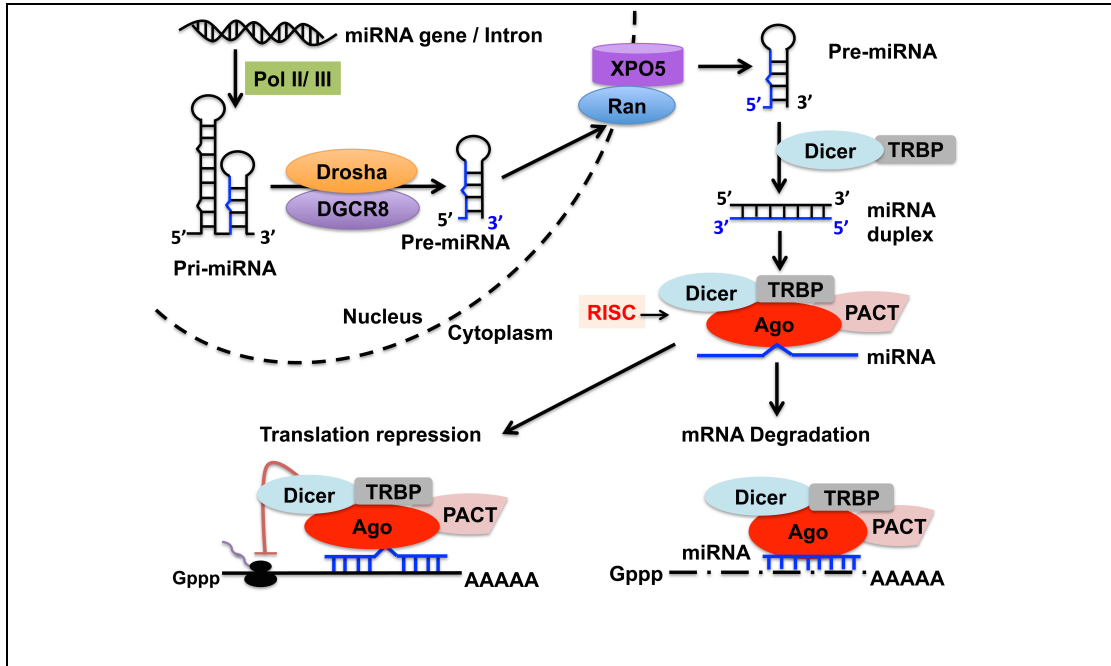 miRNA gene / Intron
Pol II/ III
5’
3’
Pri-miRNA
Drosha
DGCR8
5’
3’
Pre-miRNA
XPO5
Ran
Pre-miRNA
5’
3’
Dicer
TRBP
5’
3’
3’
5’
miRNA
duplex
Nucleus
Cytoplasm
RISC
Dicer
TRBP
Ago
PACT
miRNA
Translation repression
mRNA Degradation
Dicer
TRBP
Ago
PACT
Gppp
AAAAA
Dicer
TRBP
Ago
PACT
miRNA
Gppp
AAAAA